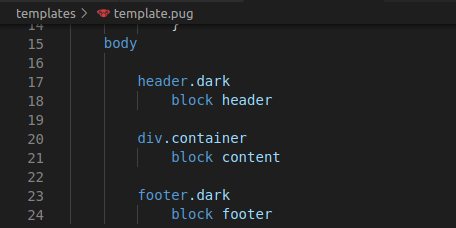 templates > template.pug
14 }
15 body
16
17 header.dark
18 block header
19
20 div.container
21 block content
22
23 footer.dark
24 block footer